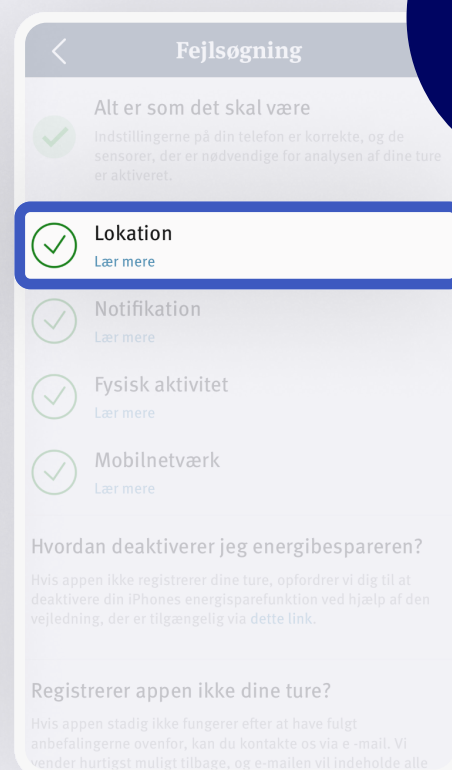 Fejlsøgning
Alt er som det skal være
Indstillingerne på din telefon er korrekte, og de
sensorer, der er nødvendige for analysen af dine ture
er aktiveret.
Lokation
Lær mere
Notifikation
Lær mere
Fysisk aktivitet
Lær mere
Mobilnetværk
Lær mere
Hvordan deaktiverer jeg energibespareren?
Hvis appen ikke registrerer dine ture, opfordrer vi dig til at
deaktivere din iPhones energisparefunktion ved hjælp af den
vejledning, der er tilgængelig via dette link.
Registrerer appen ikke dine ture?
Hvis appen stadig ikke fungerer efter at have fulgt
anbefalingerne ovenfor, kan du kontakte os via e -mail. Vi
vender hurtigst muligt tilbage, og e-mailen vil indeholde alle